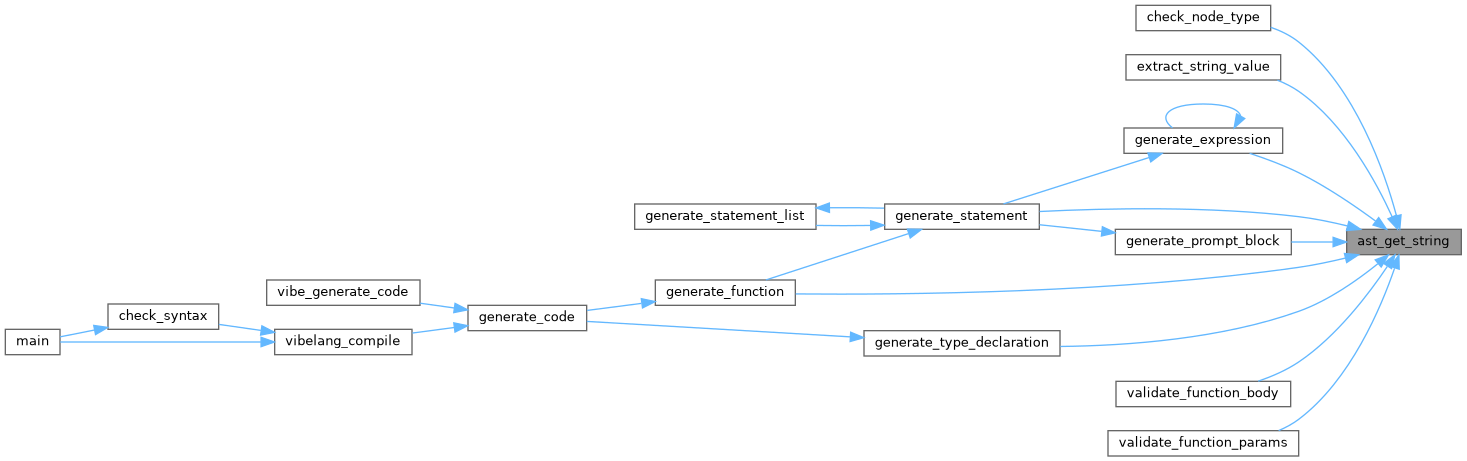 check_node_type
extract_string_value
generate_expression
generate_statement_list
generate_statement
generate_prompt_block
ast_get_string
vibe_generate_code
generate_function
check_syntax
generate_code
main
vibelang_compile
generate_type_declaration
validate_function_body
validate_function_params